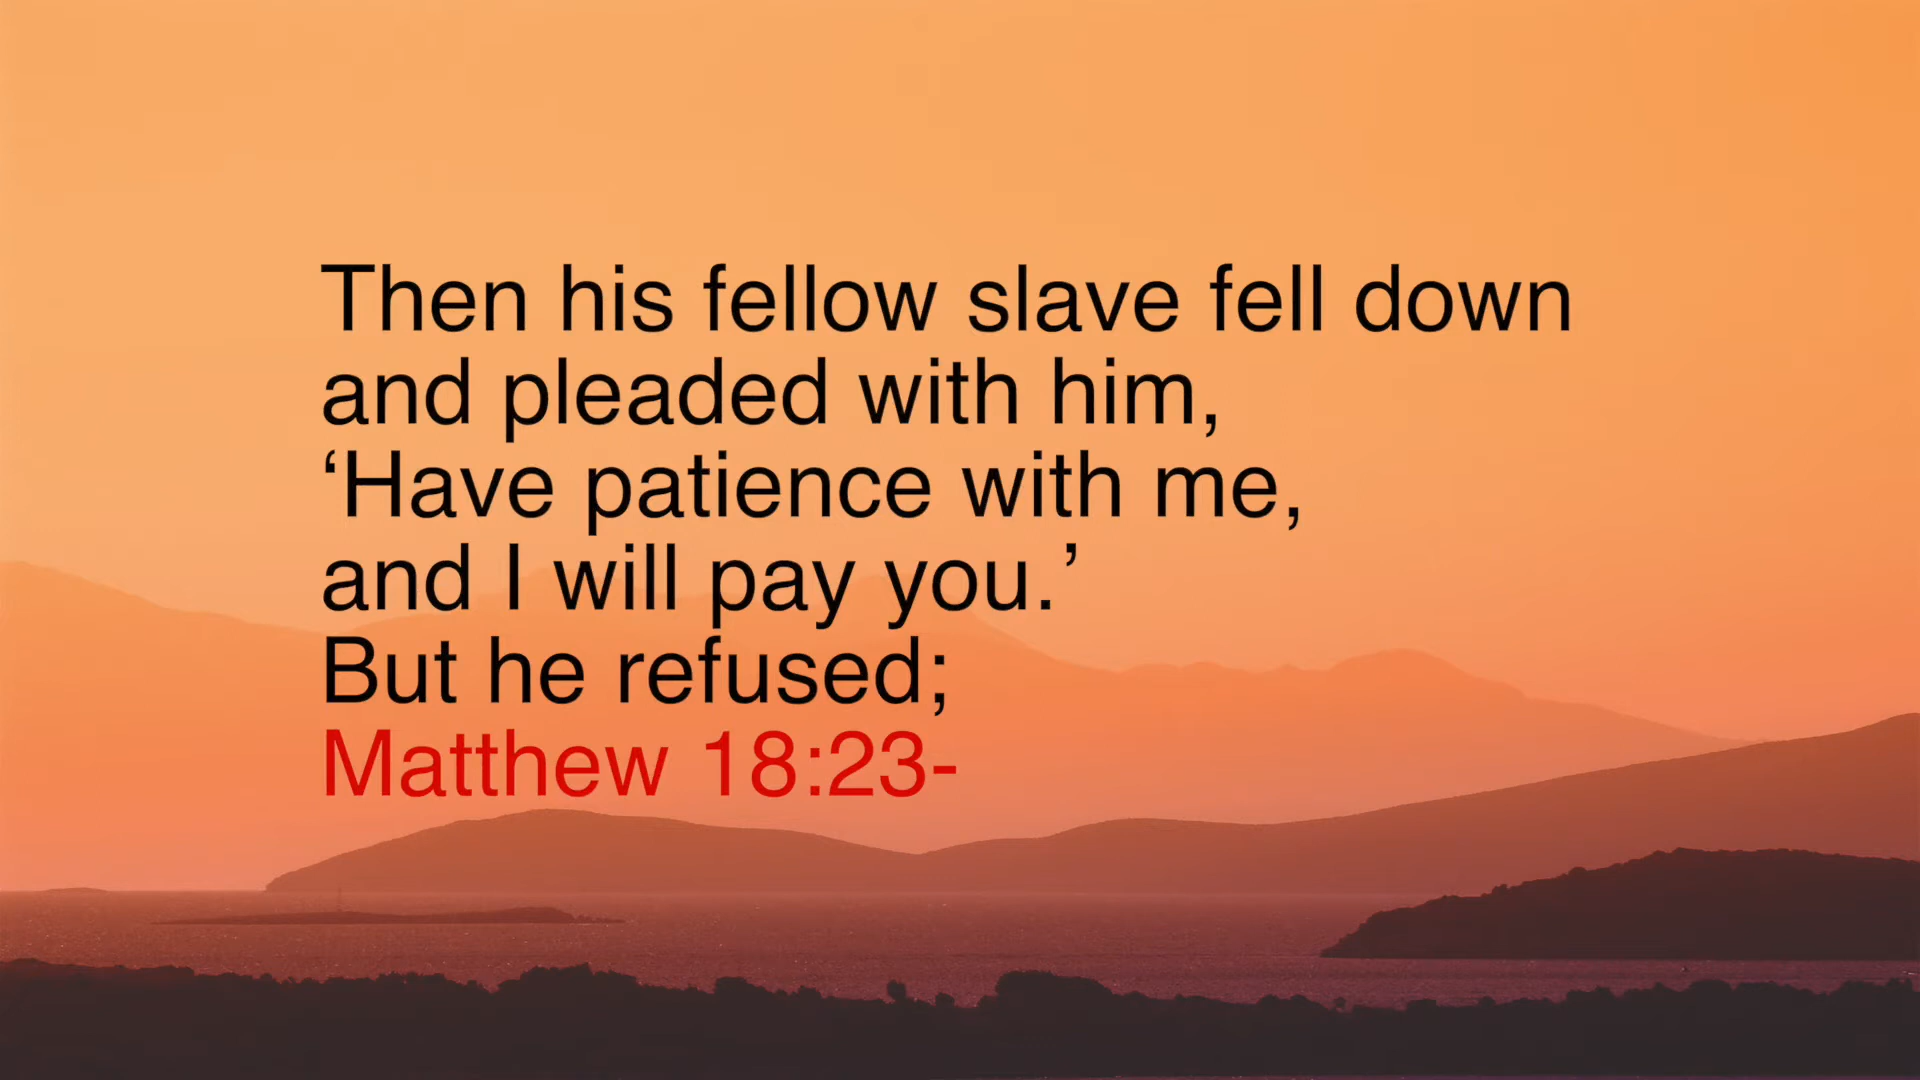 Then his fellow slave fell down
and pleaded with him,
‘Have patience with me,
and I will pay you.’
But he refused;
Matthew 18:23-